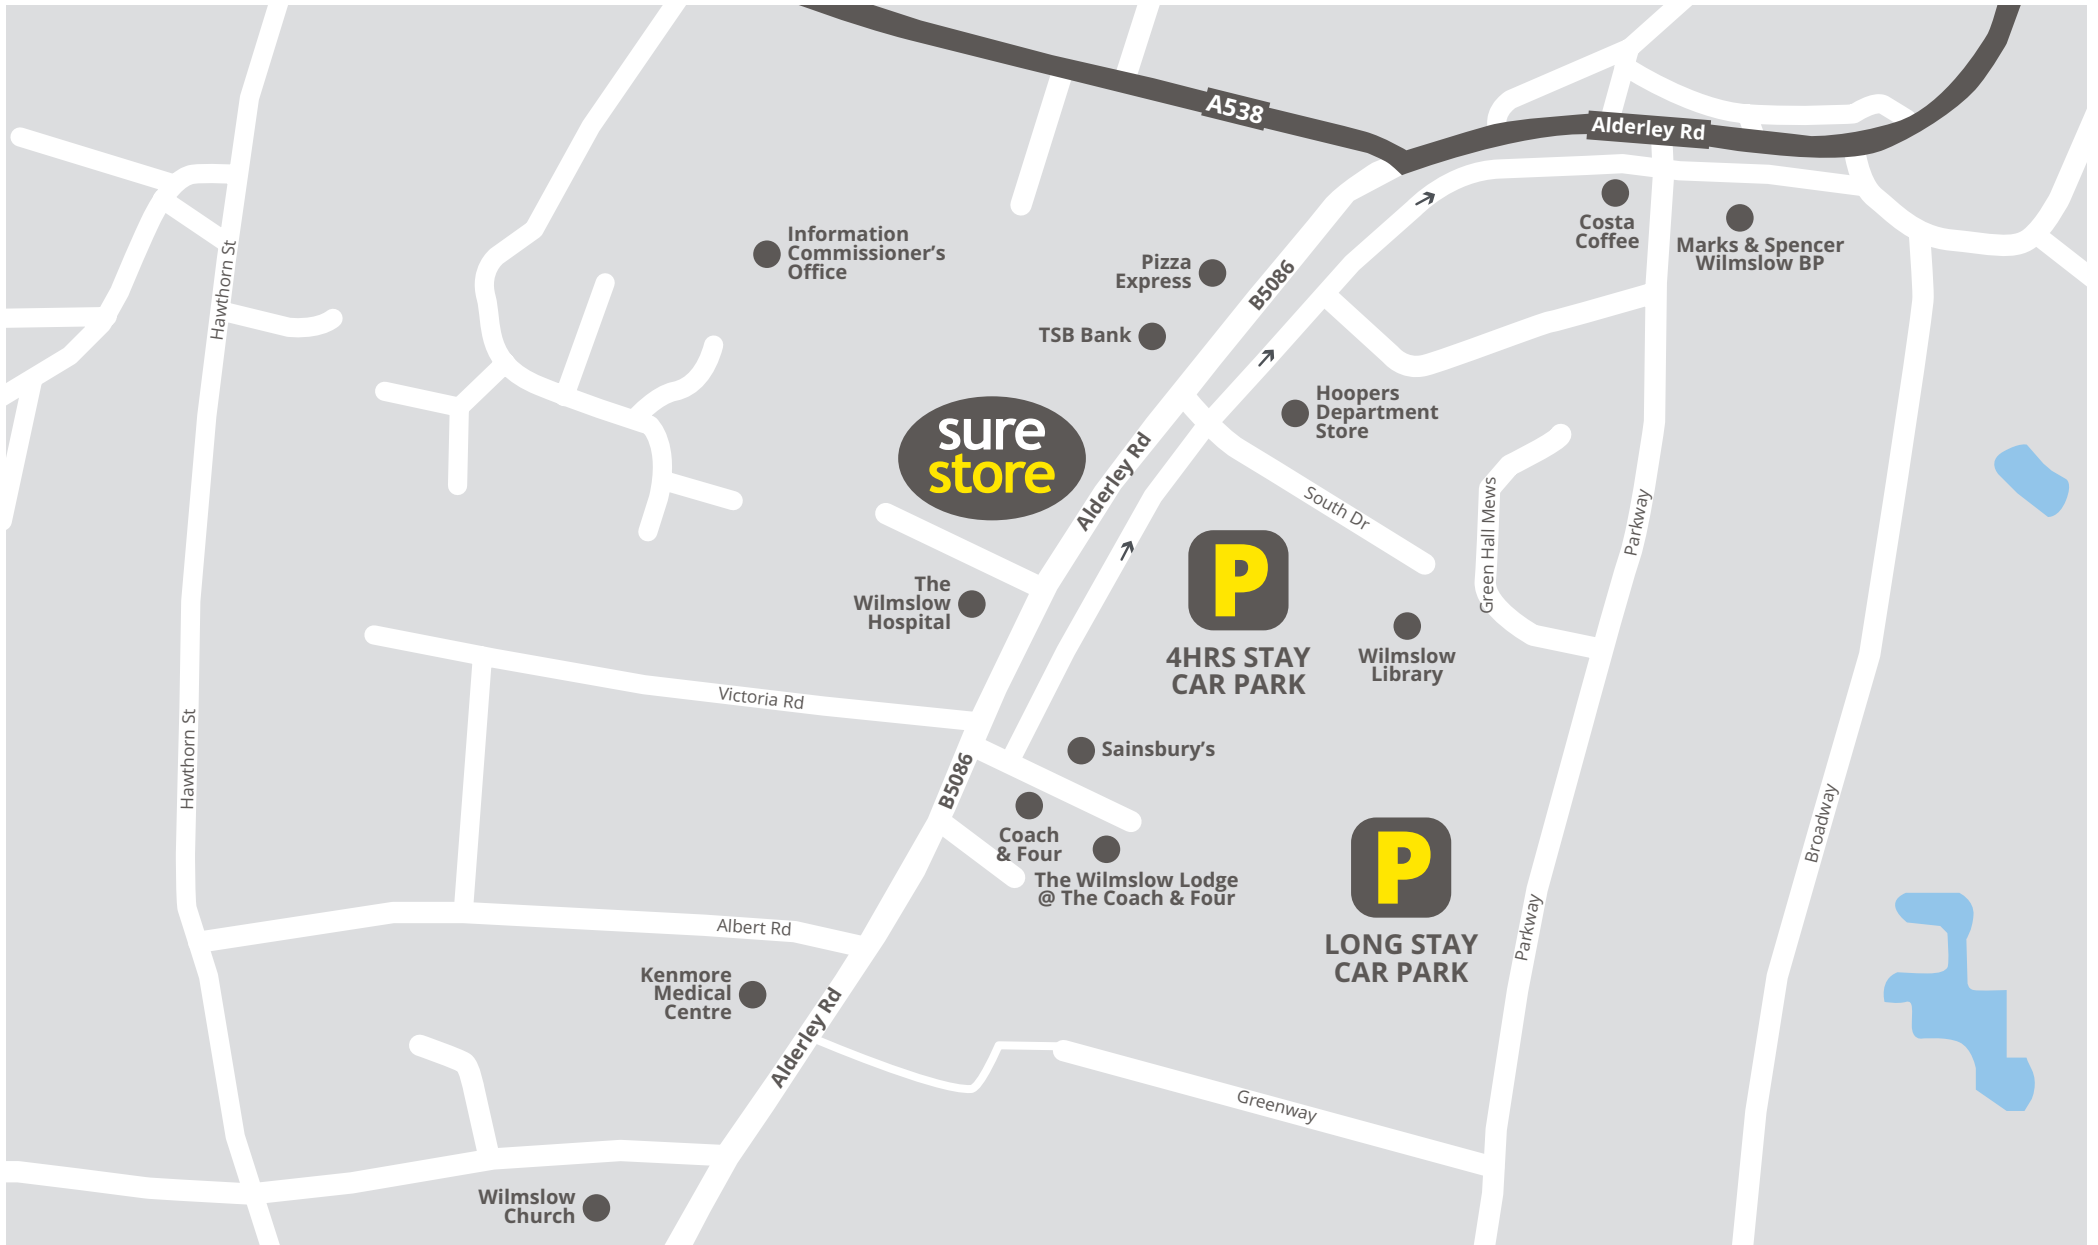 A538
Alderley Rd
Costa
Coffee
Marks & Spencer
Wilmslow BP
Information
Commissioner’s
Office
Pizza
Express
B5086
Hawthorn St
TSB Bank
Hoopers
Department
Store
sure
store
Alderley Rd
South Dr
Green Hall Mews
Parkway
P
4HRS STAY
CAR PARK
The
Wilmslow
Hospital
Wilmslow
Library
Victoria Rd
Hawthorn St
Sainsbury’s
B5086
Coach
& Four
The Wilmslow Lodge
@ The Coach & Four
P
LONG STAY
CAR PARK
Broadway
Parkway
Albert Rd
Kenmore
Medical
Centre
Alderley Rd
Greenway
Wilmslow
Church